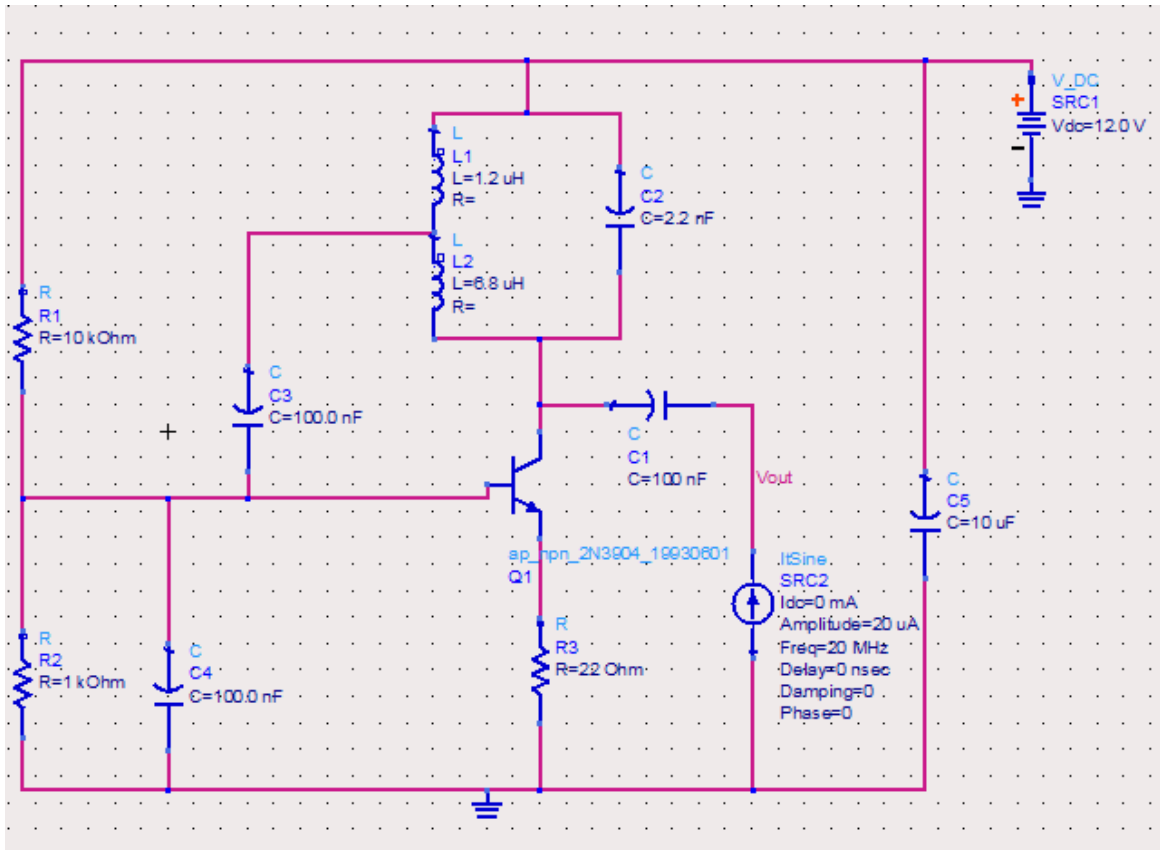 V_DC
SRC1
Vdc=12.0 V
L
L1
L=1.2 uH
R=
C
C2
C=2.2 nF
L
L2
L=6.8 uH
R=
R
R1
R=10 kOhm
C
C3
C=100.0 nF
C
C1
C=100 nF
Vout
C
C5
C=10 uF
ap_npn_2N3904_19930601
Q1
ItSine
SRC2
Idc=0 mA
Amplitude=20 uA
Freq=20 MHz
Delay=0 nsec
Damping=0
Phase=0
R
R3
R=22 Ohm
R
R2
R=1 kOhm
C
C4
C=100.0 nF